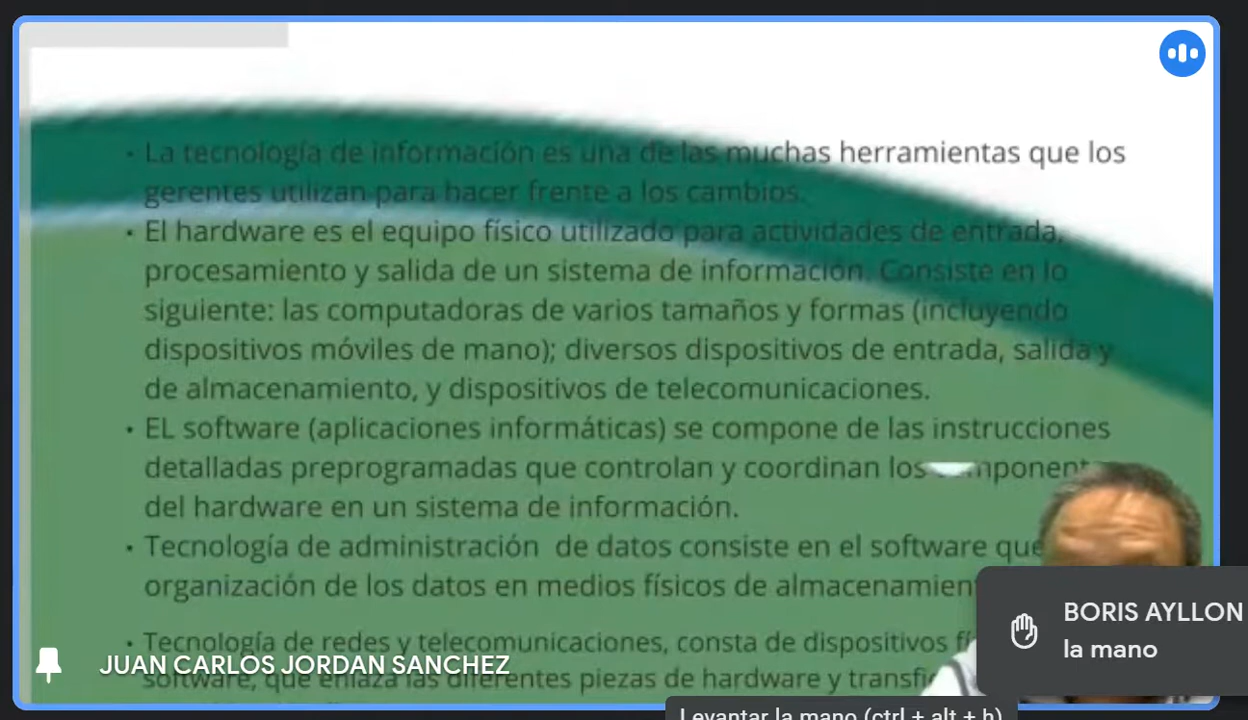 • La tecnología de información es una de las muchas herramientas que los
gerentes utilizan para hacer frente a los cambios.
• El hardware es el equipo físico utilizado para actividades de entrada,
procesamiento y salida de un sistema de información. Consiste en lo
siguiente: las computadoras de varios tamaños y formas (incluyendo
dispositivos móviles de mano); diversos dispositivos de entrada, salida y
de almacenamiento, y dispositivos de telecomunicaciones.
• EL software (aplicaciones informáticas) se compone de las instrucciones
detalladas preprogramadas que controlan y coordinan los
del hardware en un sistema de información.
• Tecnología de administración de datos consiste en el software que
organización de los datos en medios físicos de
• Tecnología de redes y telecomunicaciones, consta de dispositivos
software, que enlaza las diferentes piezas de hardware y
JUAN CARLOS JORDAN SANCHEZ
BORIS AYLLON
la mano
Levantar la mano (ctrl + alt + h)